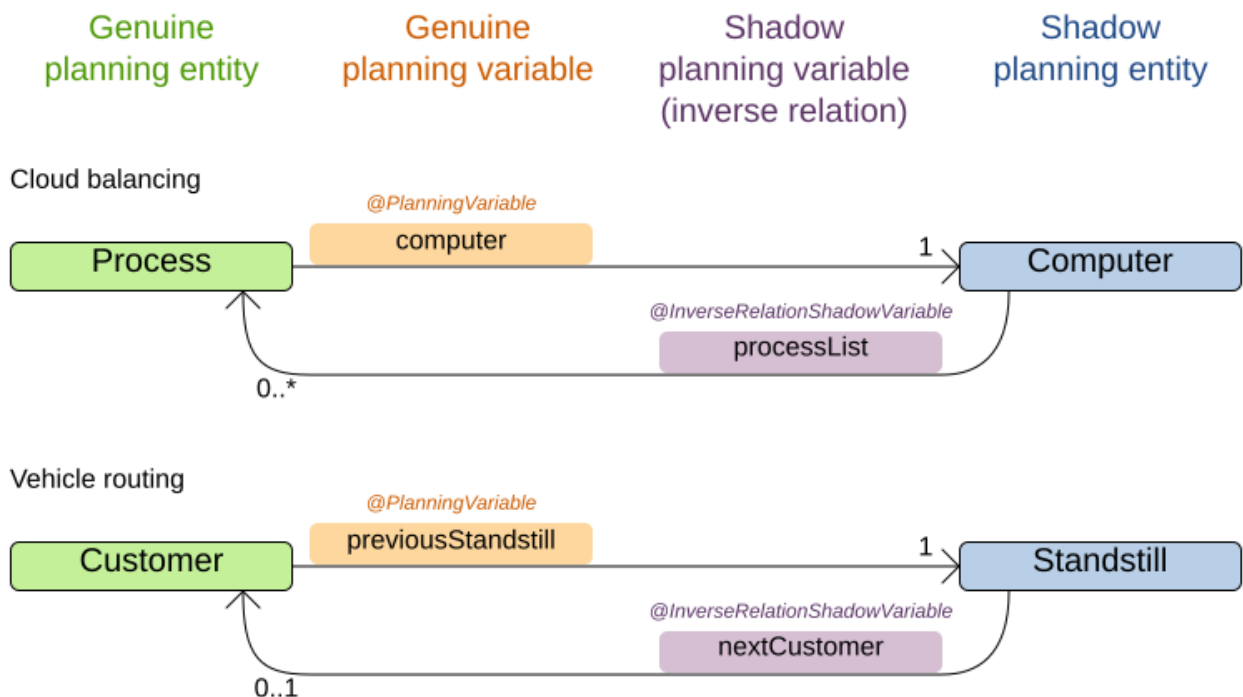 Genuine
planning entity
Genuine
planning variable
Shadow
planning variable
(inverse relation)
Shadow
planning entity
Cloud balancing
@PlanningVariable
computer
Process
1
Computer
@InverseRelationShadowVariable
processList
0..*
Vehicle routing
@PlanningVariable
previousStandstill
Customer
1
Standstill
@InverseRelationShadowVariable
nextCustomer
0..1